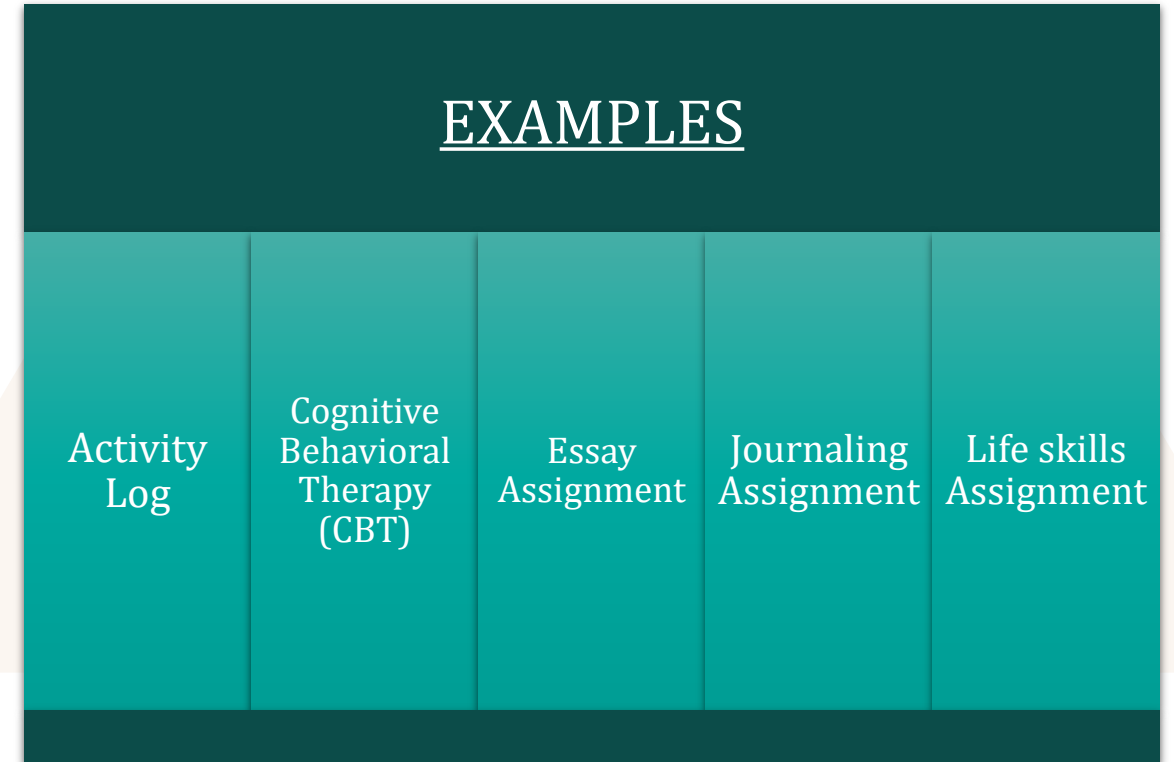 EXAMPLES
Activity
Log
Cognitive
Behavioral
Therapy
(CBT)
Essay
Assignment
Journaling
Assignment
Life skills
Assignment